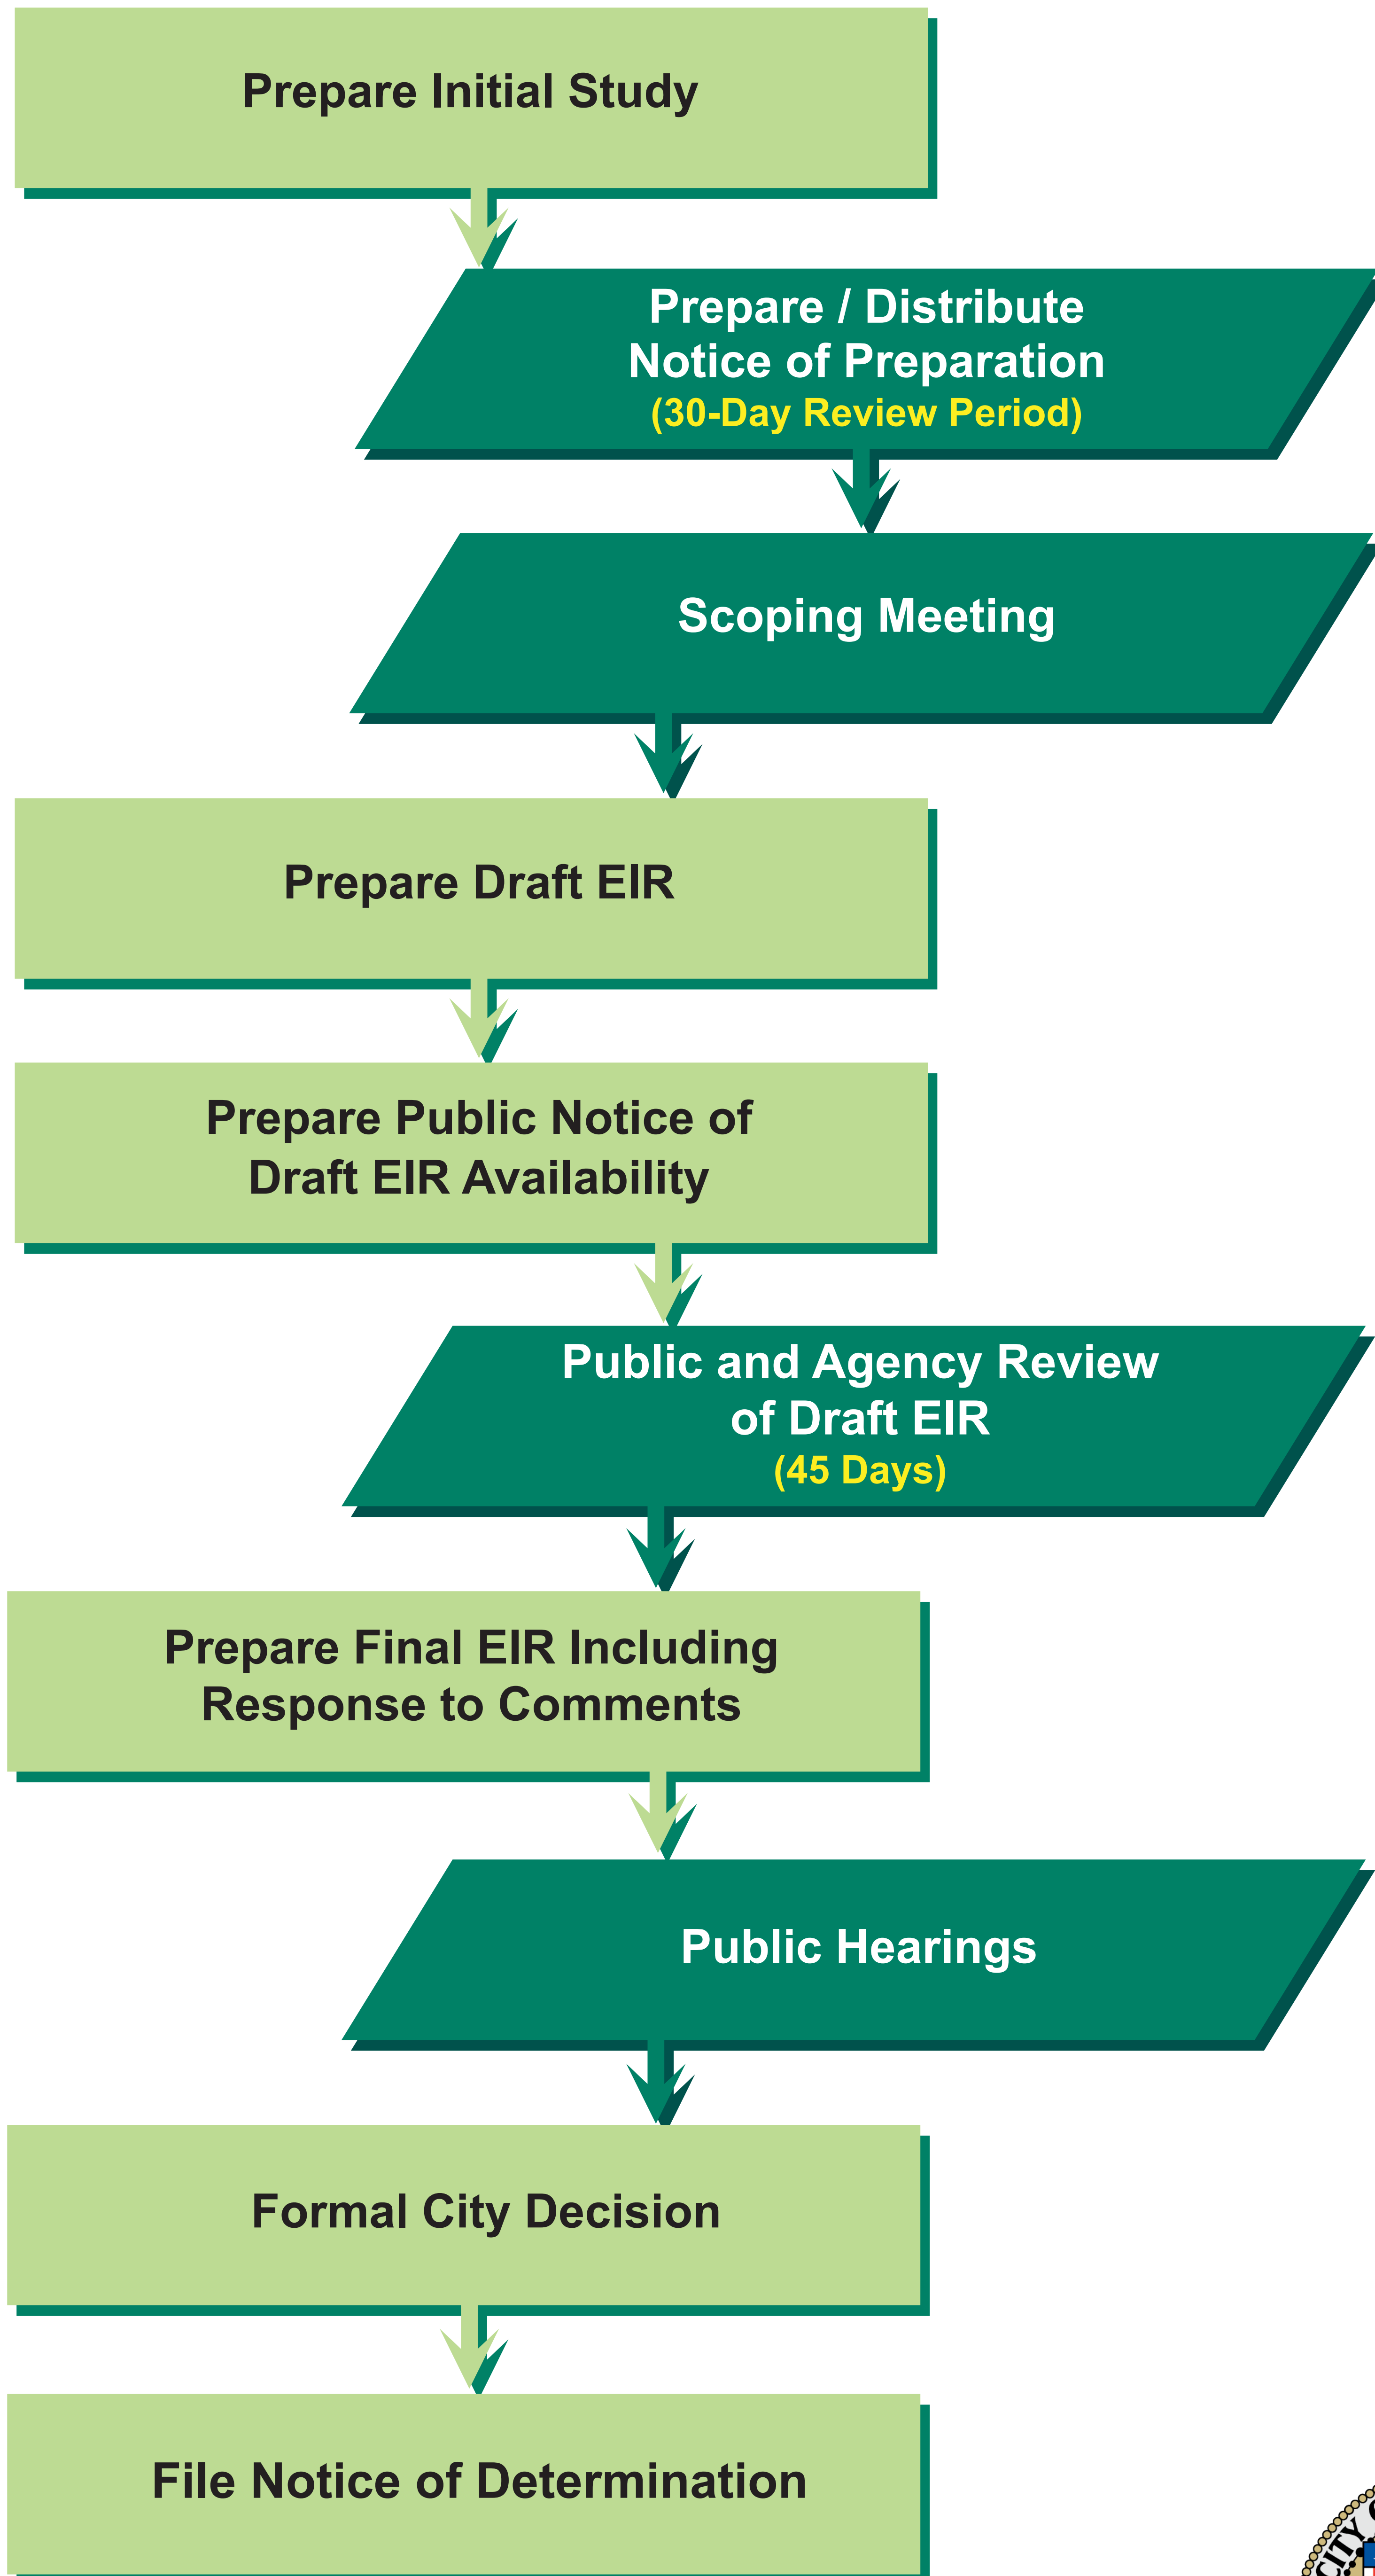 Prepare Initial Study
Prepare / Distribute
Notice of Preparation
(30-Day Review Period)
Scoping Meeting
Prepare Draft EIR
Prepare Public Notice of
Draft EIR Availability
Public and Agency Review
of Draft EIR
(45 Days)
Prepare Final EIR Including
Response to Comments
Public Hearings
Formal City Decision
File Notice of Determination
CITY